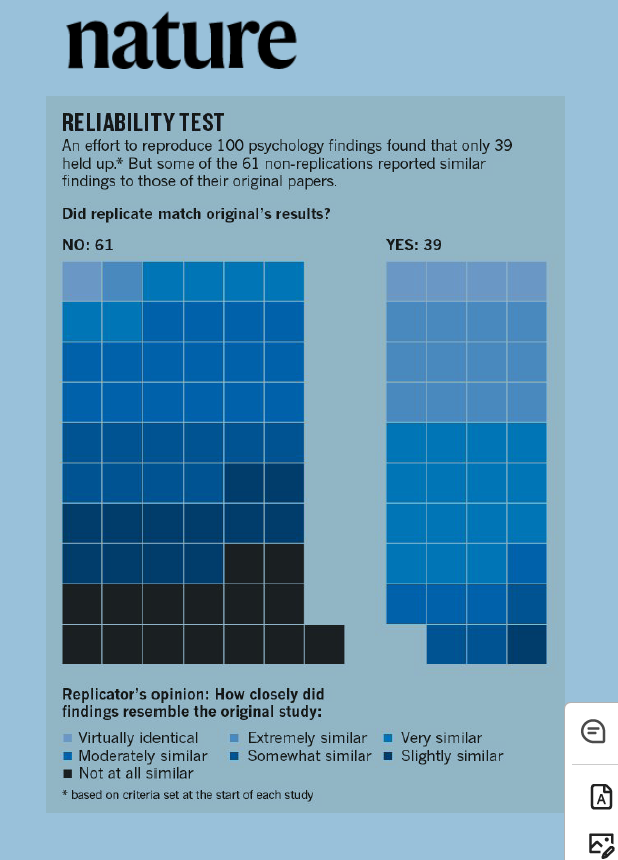 nature
RELIABILITY TEST
An effort to reproduce 100 psychology findings found that only 39
held up.* But some of the 61 non-replications reported similar
findings to those of their original papers.
Did replicate match original's results?
NO: 61
YES: 39
Replicator's opinion: How closely did
findings resemble the original study:
Virtually identical
Extremely similar
Very similar
Moderately similar
Somewhat similar
Slightly similar
Not at all similar
* based on criteria set at the start of each study
A